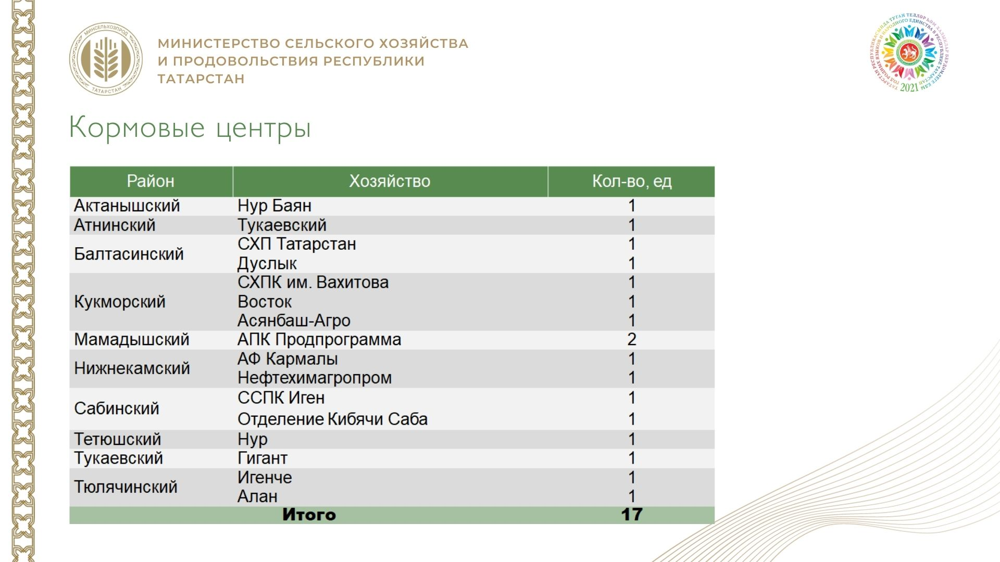 МИНСЕЛЬХОЗПРОД
ТАТАРСТАН
МИНИСТЕРСТВО СЕЛЬСКОГО ХОЗЯЙСТВА
И ПРОДОВОЛЬСТВИЯ РЕСПУБЛИКИ
ТАТАРСТАН
ТАТАРСТАН РЕСПУБЛИКАСЫНДА ТУГАН ТЕЛЛӘР ҺӘМ ХАЛЫКЛАР БЕРДӘМЛЕГЕ ЕЛЫ
ГОД РОДНЫХ ЯЗЫКОВ И НАРОДНОГО ЕДИНСТВА В РЕСПУБЛИКЕ ТАТАРСТАН
2021
Кормовые центры
Район Хозяйство Кол-во, ед
Актанышский Нур Баян 1
Атнинский Тукаевский 1
Балтасинский СХП Татарстан 1
Дуслык 1
Кукморский СХПК им. Вахитова 1
Восток 1
Асянбаш-Агро 1
Мамадышский АПК Продпрограмма 2
Нижнекамский АФ Кармалы 1
Нефтехимагропром 1
Сабинский ССПК Иген 1
Отделение Кибячи Саба 1
Тетюшский Нур 1
Тукаевский Гигант 1
Тюлячинский Игенче 1
Алан 1
Итого 17